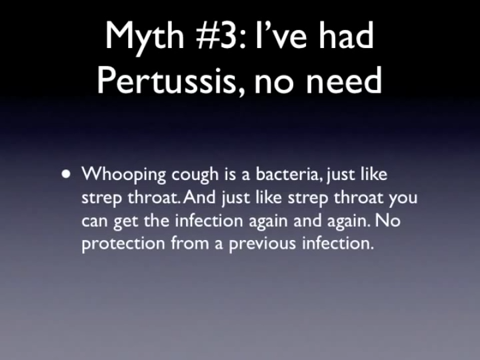 Myth #3: I've had
Pertussis, no need
• Whooping cough is a bacteria, just like
strep throat. And just like strep throat you
can get the infection again and again. No
protection from a previous infection.